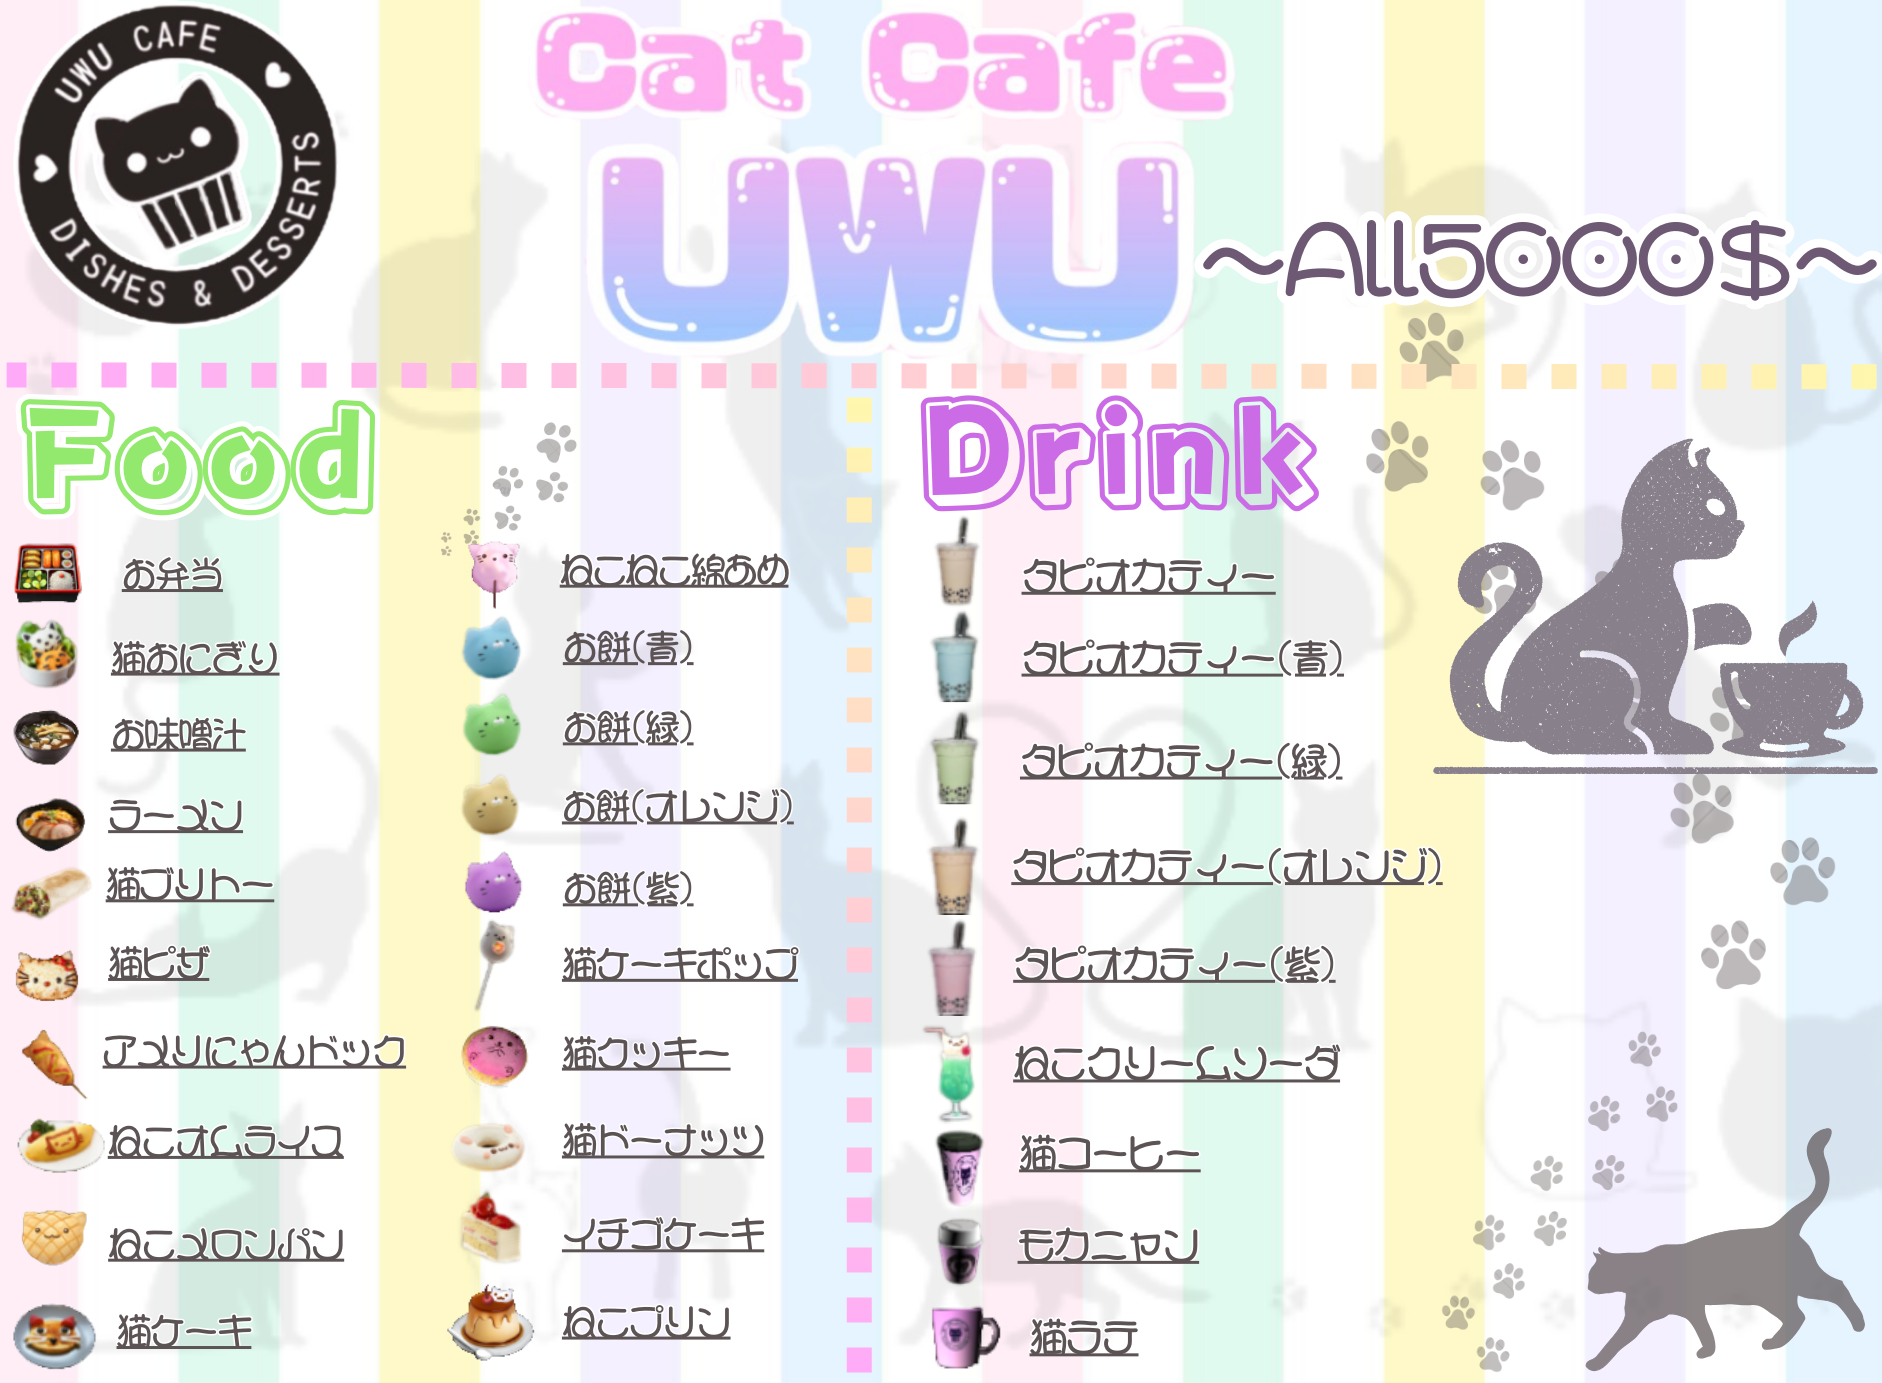 UWU CAFE
DISHES & DESSERTS
Cat Cafe
UWU
~All5000$~
Food
お弁当
猫おにぎり
お味噌汁
ラーメン
猫ブリトー
猫ピザ
アメリにゃんドック
ねこオムライス
ねこメロンパン
猫ケーキ
ねこねこ綿あめ
お餅(青)
お餅(緑)
お餅(オレンジ)
お餅(紫)
猫ケーキポップ
猫クッキー
猫ドーナッツ
イチゴケーキ
ねこプリン
Drink
タピオカティー
タピオカティー(青)
タピオカティー(緑)
タピオカティー(オレンジ)
タピオカティー(紫)
ねこクリームソーダ
猫コーヒー
モカニャン
猫ラテ